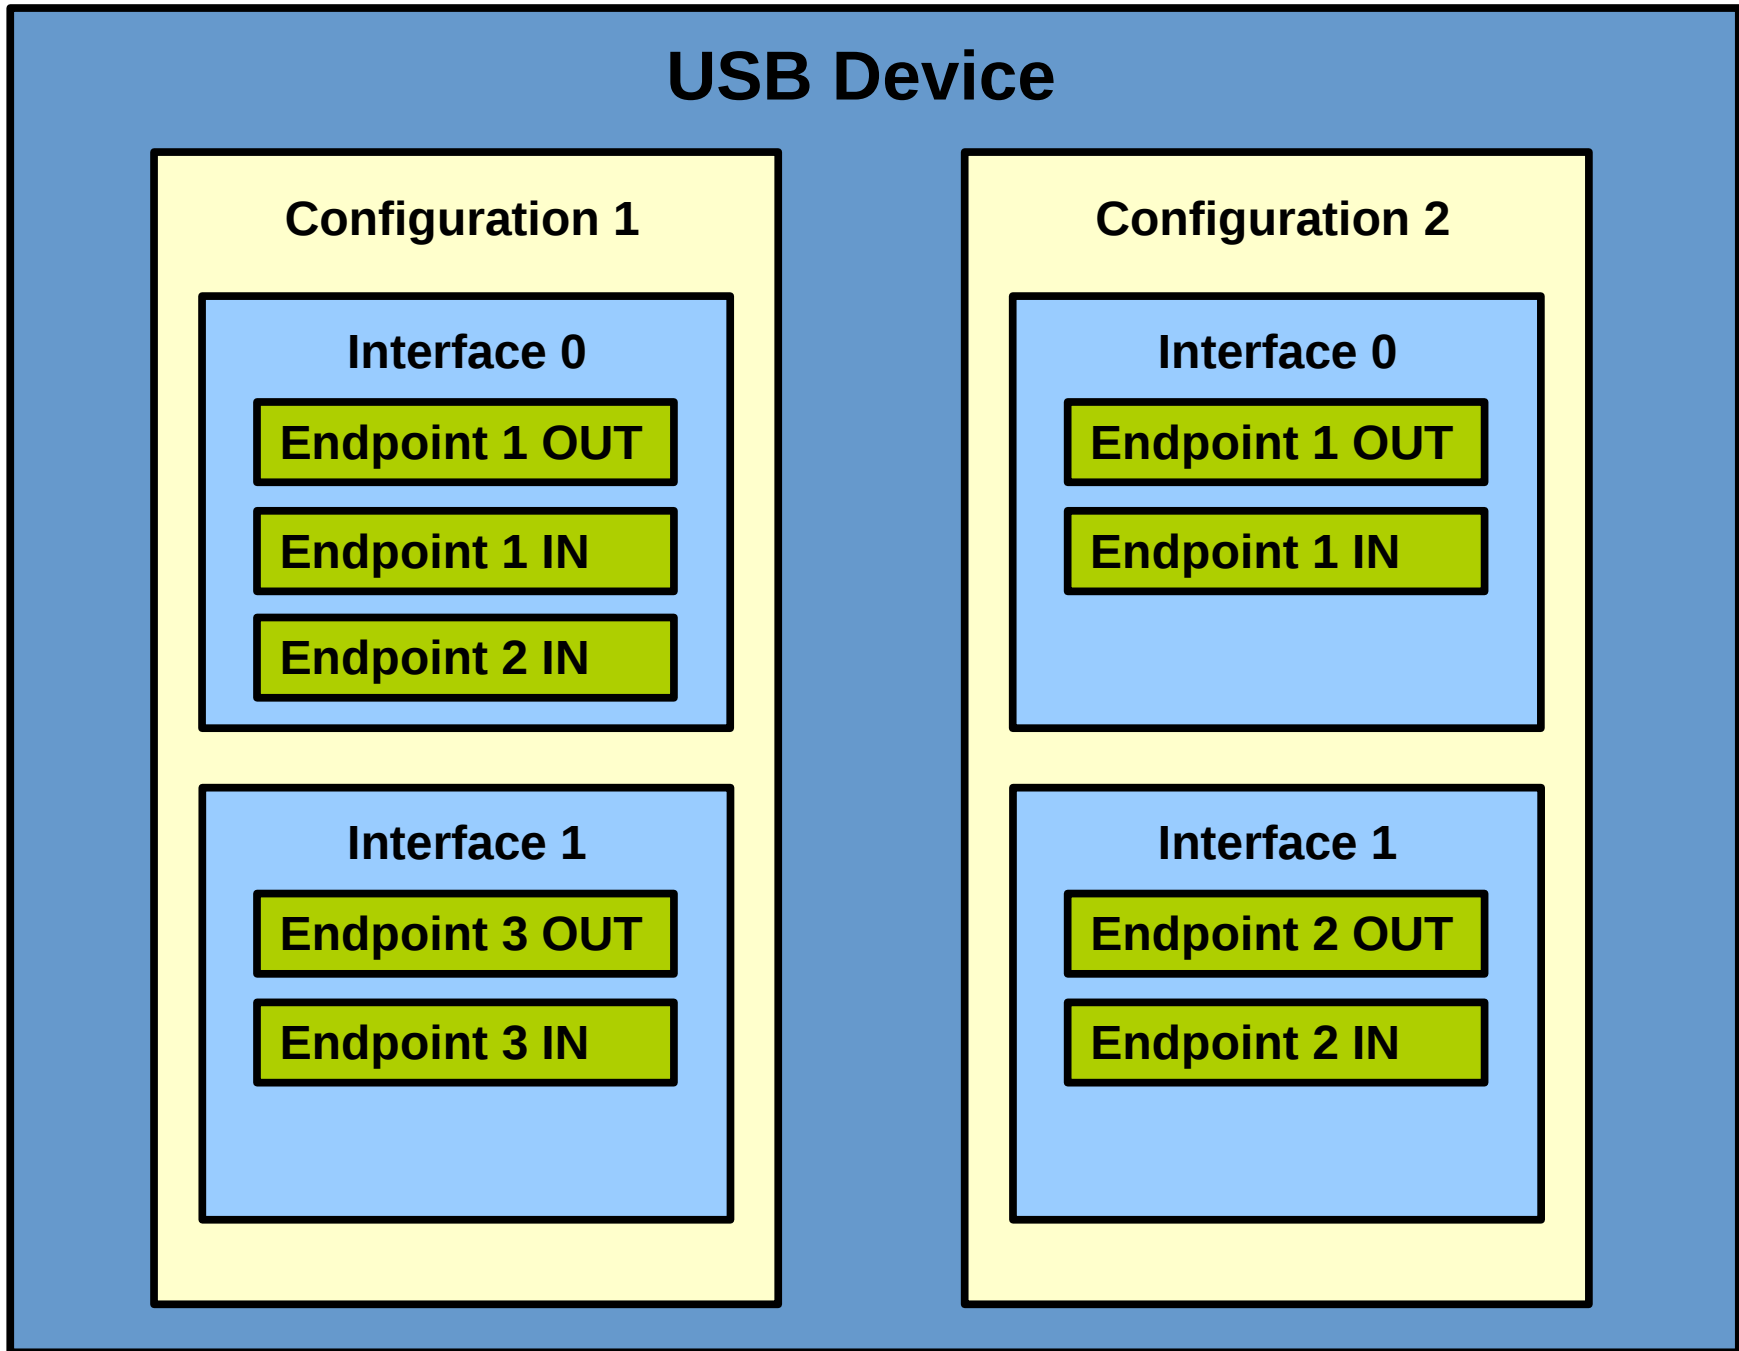 USB Device
Configuration 1
Interface 0
Endpoint 1 OUT
Endpoint 1 IN
Endpoint 2 IN
Interface 1
Endpoint 3 OUT
Endpoint 3 IN
Configuration 2
Interface 0
Endpoint 1 OUT
Endpoint 1 IN
Interface 1
Endpoint 2 OUT
Endpoint 2 IN